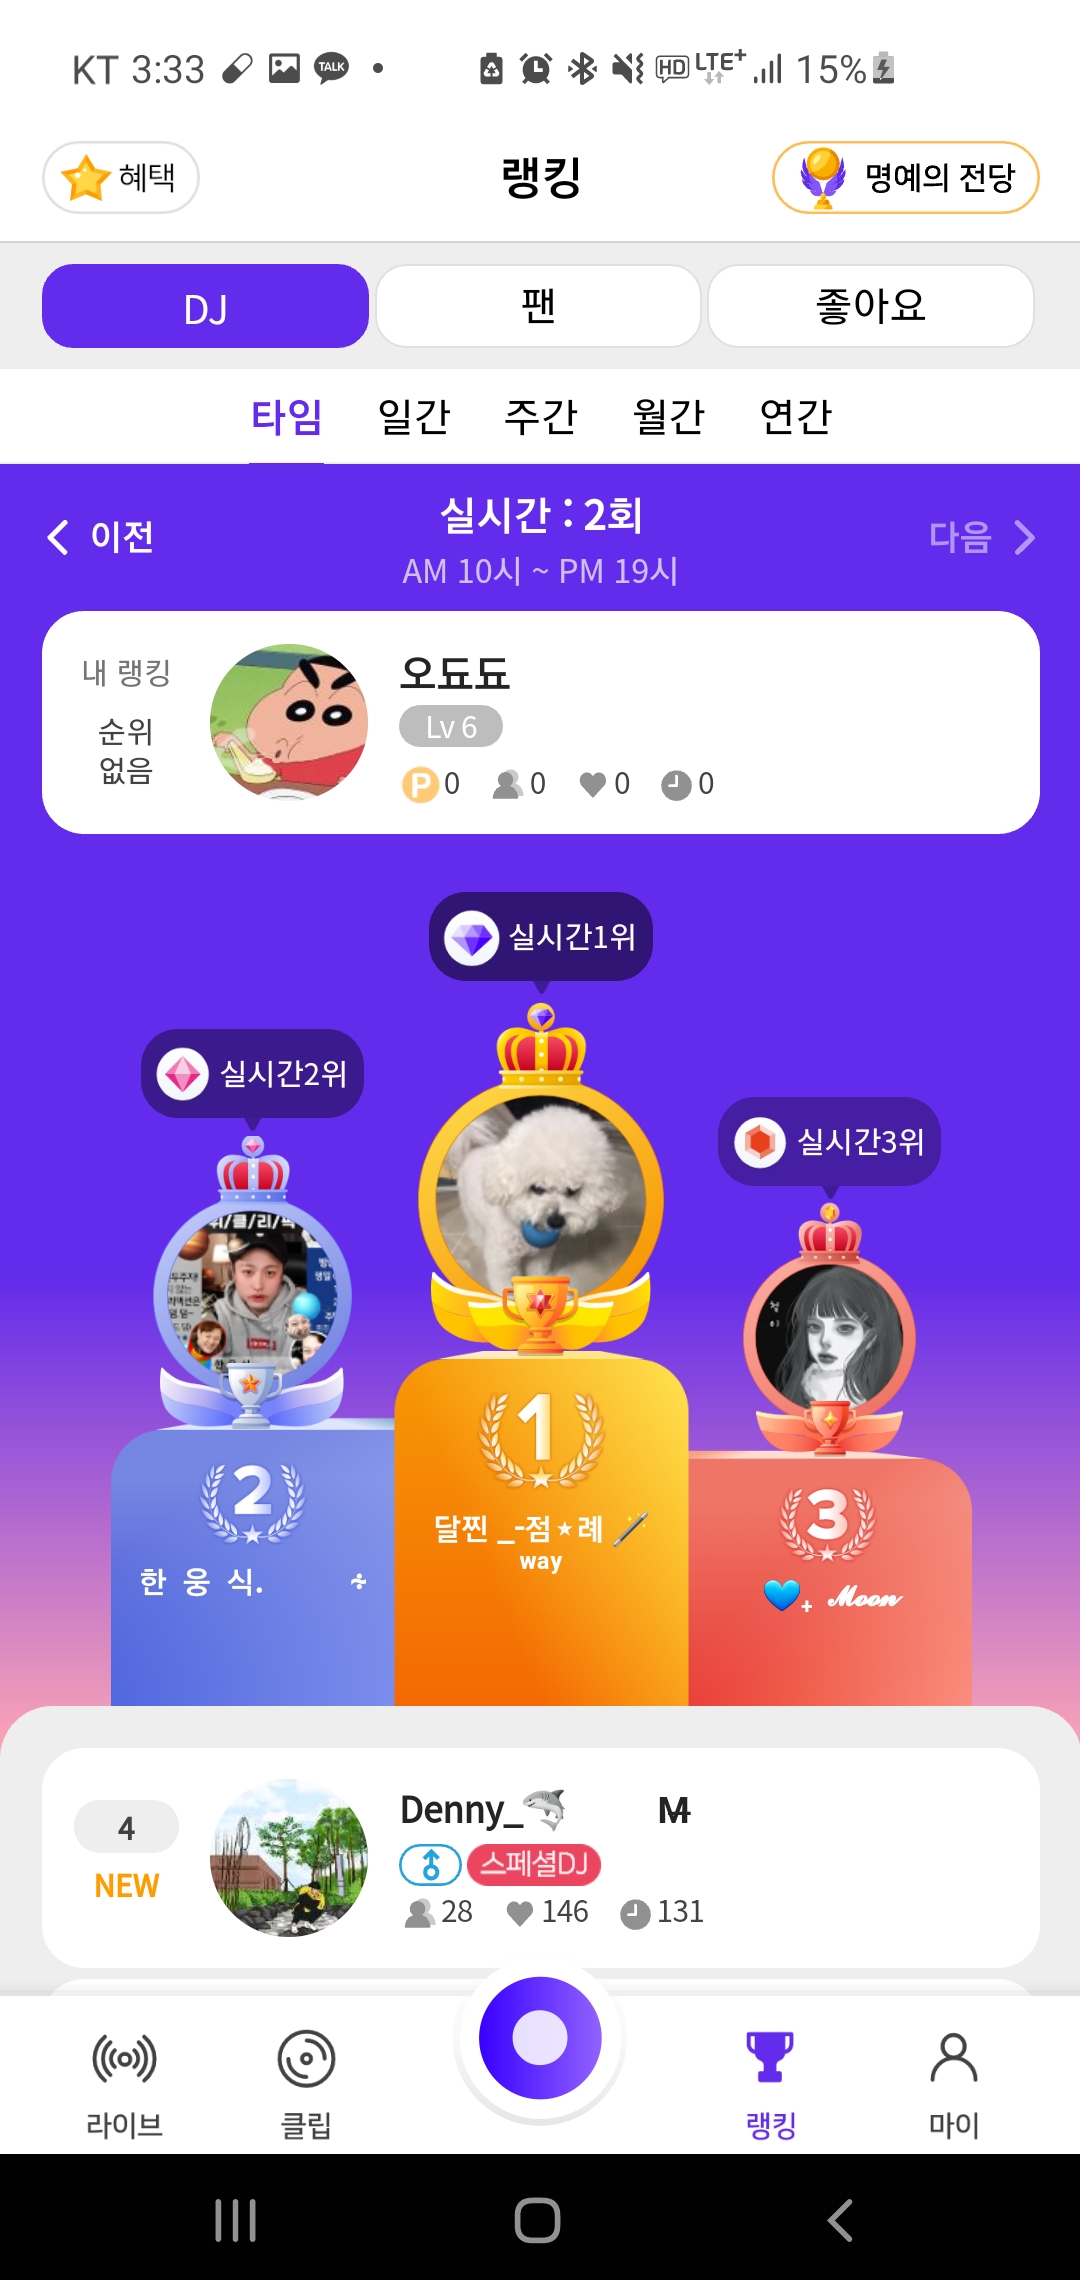 KT 3:33 TALK HD LTE+ 15%
혜택
랭킹
명예의 전당
DJ
팬
좋아요
타임
일간
주간
월간
연간
이전
실시간 : 2회
다음
AM 10시 ~ PM 19시
내 랭킹
순위
없음
오됴됴
Lv 6
P 0 0 0 0
실시간1위
실시간2위
실시간3위
1
2
3
달찐 _-점⋆례 🪄
way
한 웅 식. ÷
💙₊ 𝓜𝓸𝓸𝓷
4
NEW
Denny_🦈 M
스페셜DJ
28 146 131
라이브
클립
랭킹
마이